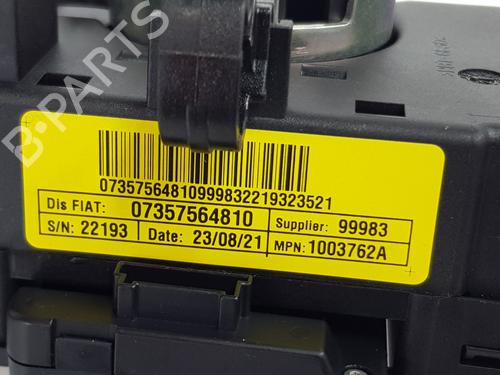 B-PARTS
07357564810999832219323521
Dis FIAT: 07357564810 Supplier: 99983
S/N: 22193 Date: 23/08/21 MPN: 1003762A